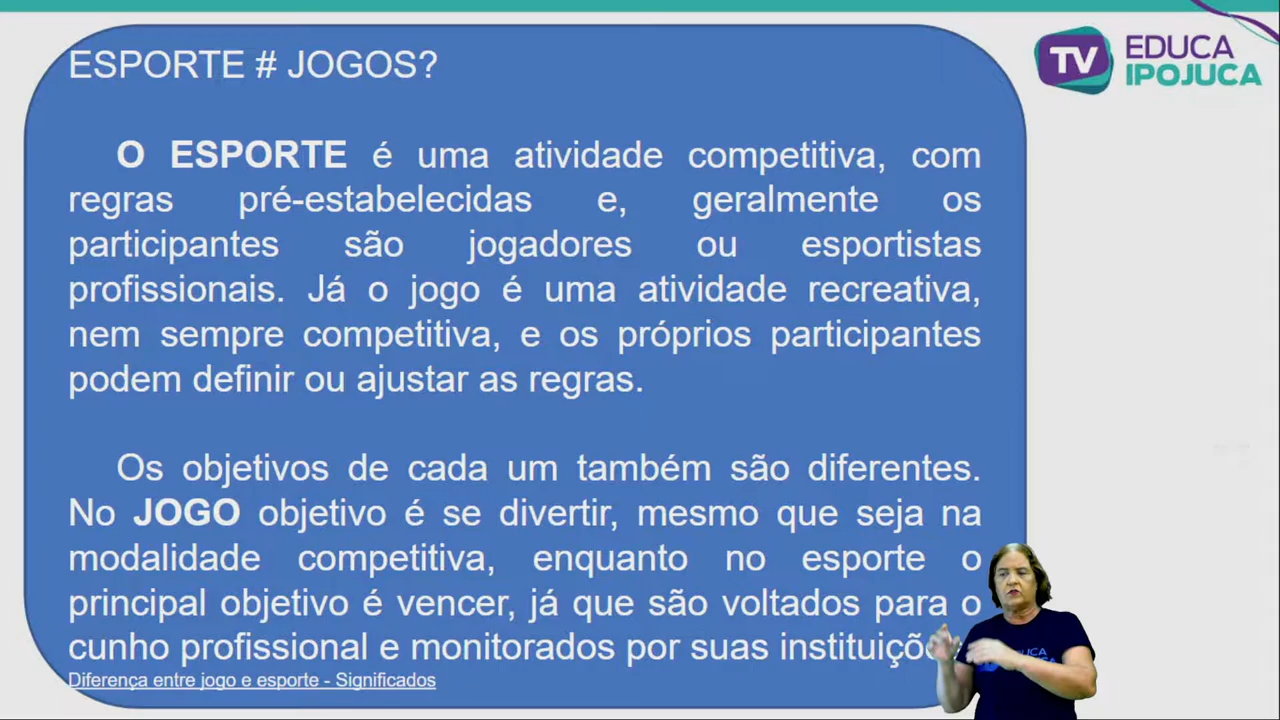 ESPORTE # JOGOS?
TV EDUCA
IPOJUCA
O ESPORTE é uma atividade competitiva, com
regras pré-estabelecidas e, geralmente os
participantes são jogadores ou esportistas
profissionais. Já o jogo é uma atividade recreativa,
nem sempre competitiva, e os próprios participantes
podem definir ou ajustar as regras.
Os objetivos de cada um também são diferentes.
No JOGO objetivo é se divertir, mesmo que seja na
modalidade competitiva, enquanto no esporte o
principal objetivo é vencer, já que são voltados para o
cunho profissional e monitorados por suas
Diferença entre jogo e esporte - Significados